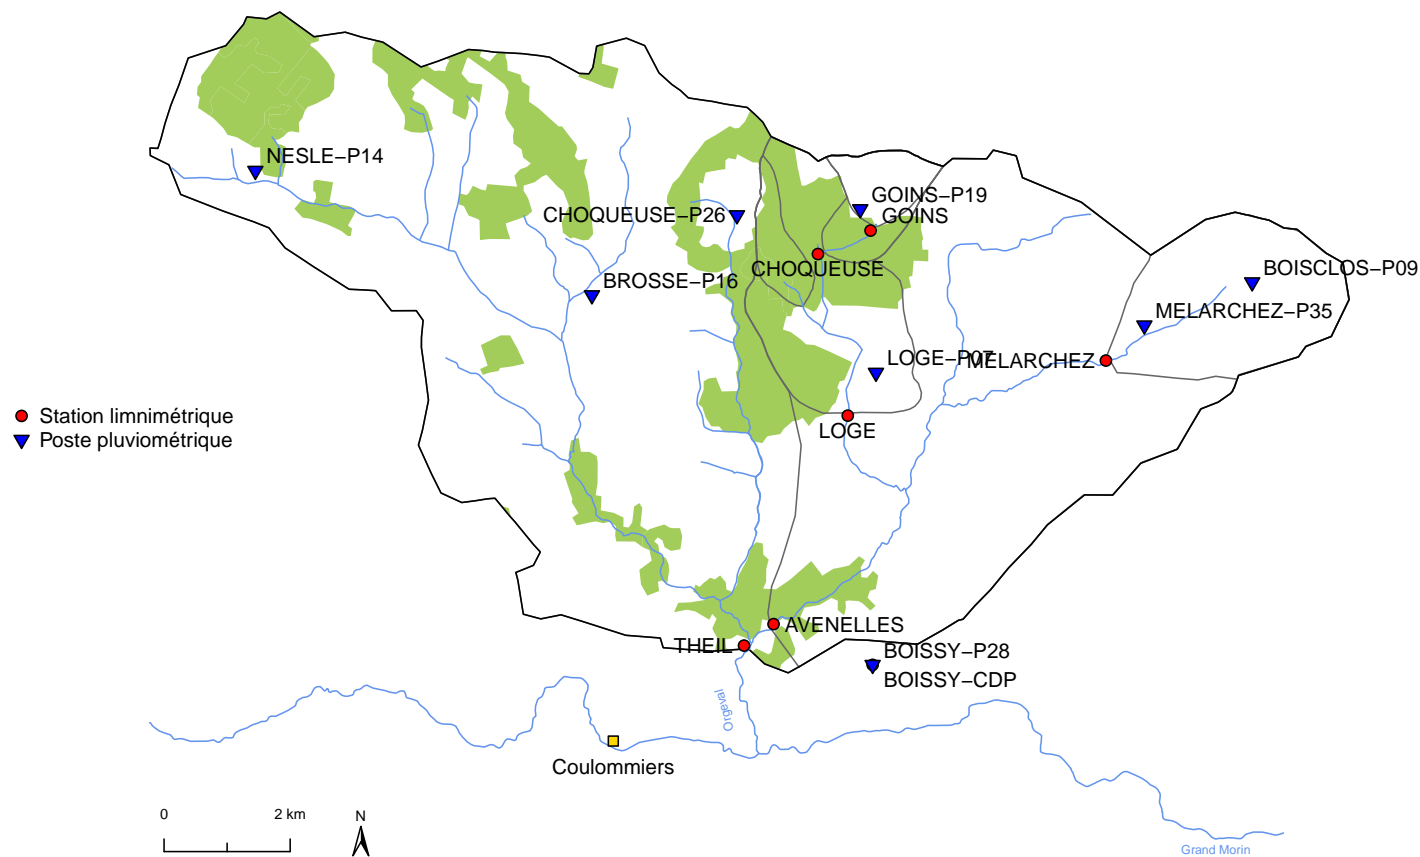 NESLE−P14
GOINS−P19
CHOQUEUSE−P26
GOINS
CHOQUEUSE
BOISCLOS−P09
BROSSE−P16
MELARCHEZ−P35
LOGE−P07
MELARCHEZ
Station limnimétrique
Poste pluviométrique
LOGE
AVENELLES
THEIL
BOISSY−P28
BOISSY−CDP
Orgeval
Coulommiers
0
2 km
N
Grand Morin